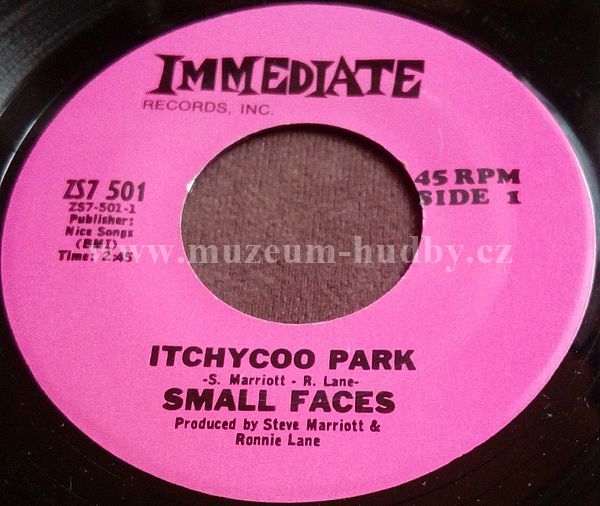 IMMEDIATE
RECORDS, INC.
ZS7 501
ZS7-501-1
Publisher:
Nice Songs
(BMI)
Time: 2:45
45 RPM
SIDE 1
www.muzeum-hudby.cz
ITCHYCOO PARK
-S. Marriott - R. Lane-
SMALL FACES
Produced by Steve Marriott &
Ronnie Lane